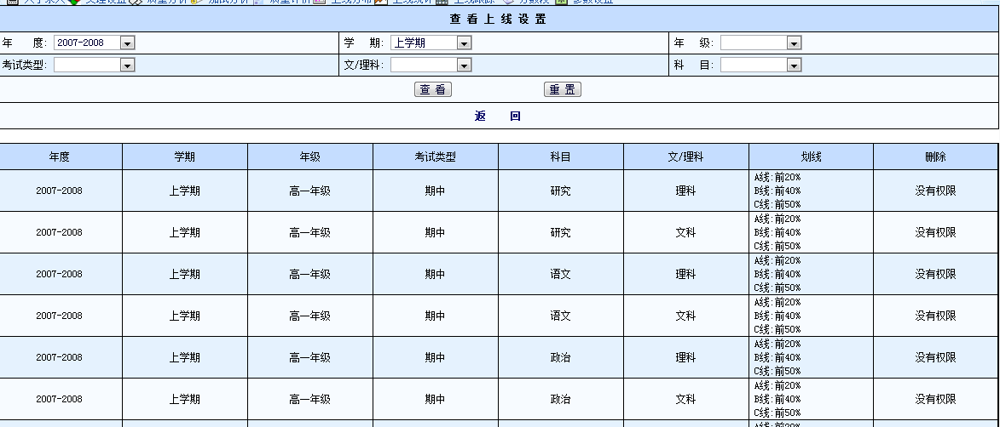 查 看 上 线 设 置
年 度: 2007-2008 学 期: 上学期 年 级:
考试类型: 文/理科: 科 目:
查 看 重 置
返 回
年度 学期 年级 考试类型 科目 文/理科 划线 删除
2007-2008 上学期 高一年级 期中 研究 理科 A线:前20% 没有权限
B线:前40%
C线:前50%
2007-2008 上学期 高一年级 期中 研究 文科 A线:前20% 没有权限
B线:前40%
C线:前50%
2007-2008 上学期 高一年级 期中 语文 理科 A线:前20% 没有权限
B线:前40%
C线:前50%
2007-2008 上学期 高一年级 期中 语文 文科 A线:前20% 没有权限
B线:前40%
C线:前50%
2007-2008 上学期 高一年级 期中 政治 理科 A线:前20% 没有权限
B线:前40%
C线:前50%
2007-2008 上学期 高一年级 期中 政治 文科 A线:前20% 没有权限
B线:前40%
C线:前50%
A线:前20%